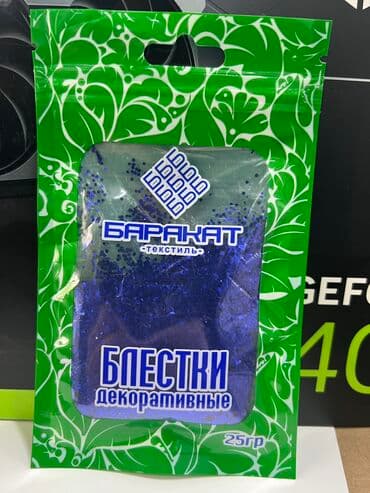 БАРАКАТ
-текстиль-
GEFO
40
БЛЕСТКИ
декоративные
25гр